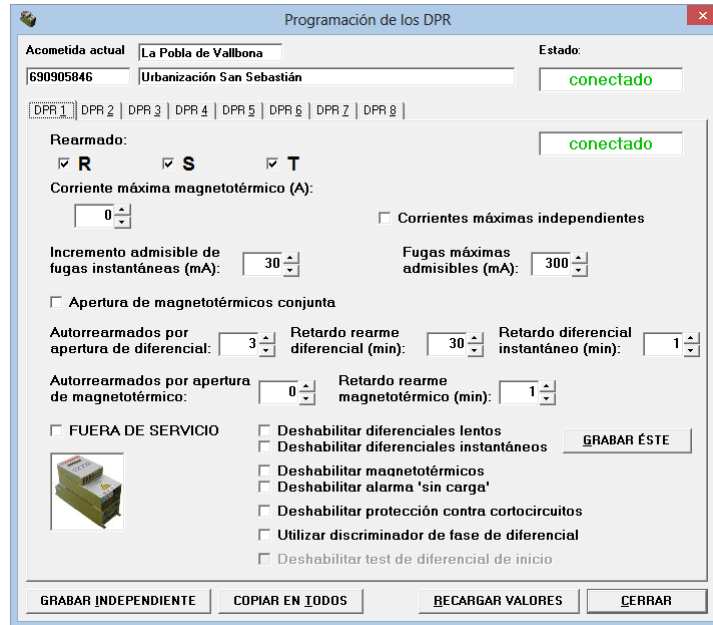 Programación de los DPR
Acometida actual La Pobla de Vallbona Estado:
690905846 Urbanización San Sebastián conectado
DPR 1 DPR 2 DPR 3 DPR 4 DPR 5 DPR 6 DPR 7 DPR 8
Rearmado: conectado
R S T
Corriente máxima magnetotérmico (A):
0 Corrientes máximas independientes
Incremento admisible de
fugas instantáneas (mA): 30
Fugas máximas
admisibles (mA): 300
Apertura de magnetotérmicos conjunta
Autorrearmados por
apertura de diferencial: 3
Retardo rearme
diferencial (min): 30
Retardo diferencial
instantáneo (min): 1
Autorrearmados por apertura
de magnetotérmico: 0
Retardo rearme
magnetotérmico (min): 1
FUERA DE SERVICIO
Deshabilitar diferenciales lentos
Deshabilitar diferenciales instantáneos
GRABAR ÉSTE
Deshabilitar magnetotérmicos
Deshabilitar alarma 'sin carga'
Deshabilitar protección contra cortocircuitos
Utilizar discriminador de fase de diferencial
Deshabilitar test de diferencial de inicio
GRABAR INDEPENDIENTE COPIAR EN TODOS RECARGAR VALORES CERRAR